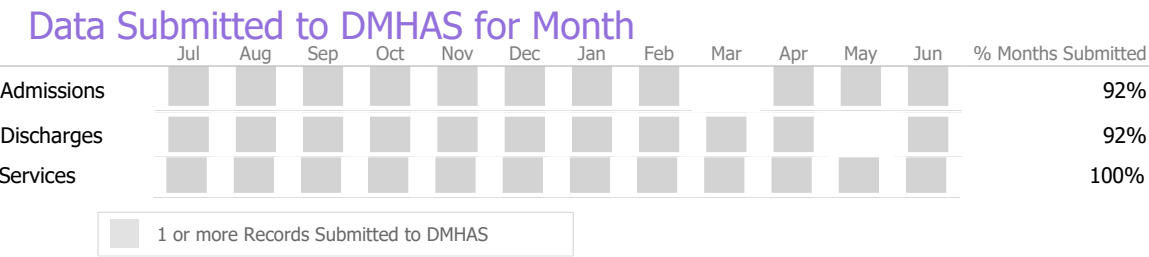 Data Submitted to DMHAS for Month
Jul Aug Sep Oct Nov Dec Jan Feb Mar Apr May Jun % Months Submitted
Admissions 92%
Discharges 92%
Services 100%
1 or more Records Submitted to DMHAS